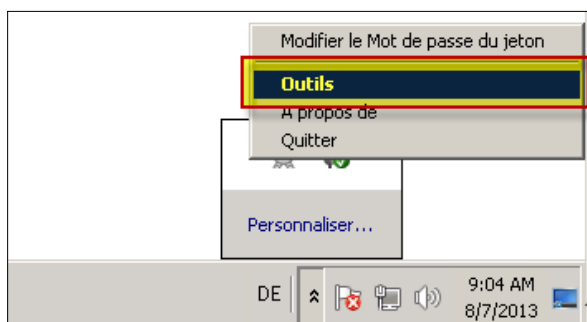 Modifier le Mot de passe du jeton
Outils
A propos de
Quitter
Personnaliser...
DE
9:04 AM
8/7/2013